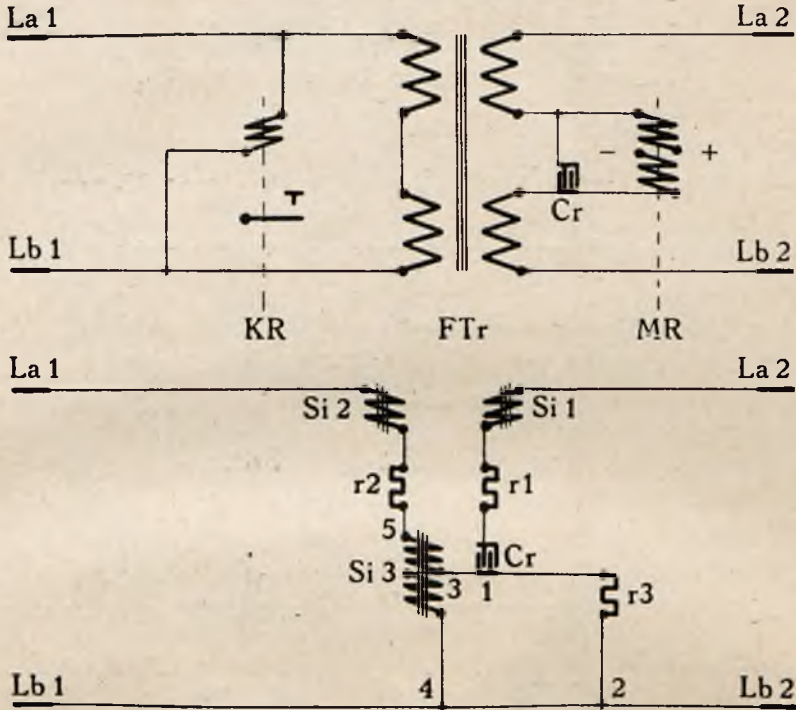 La 1 La 2
T
- +
Cr
Lb 1 Lb 2
KR FTr MR
La 1 La 2
Si 2 Si 1
r2 r1
5
Cr
Si 3 3 1 r3
Lb 1 4 2 Lb 2